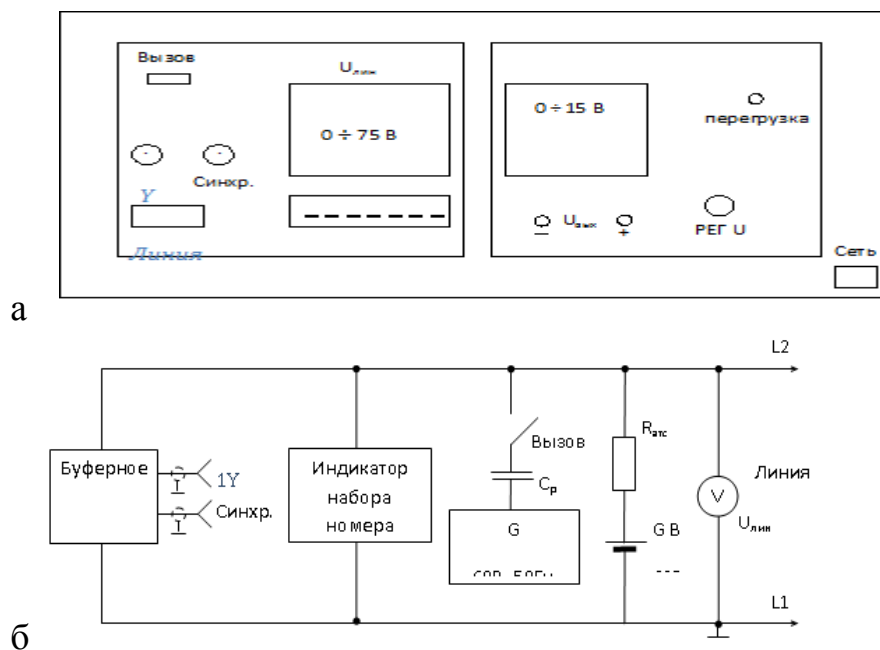 Вызов
Uлин
0 ÷ 75 В
0 ÷ 15 В
перегрузка
Синхр.
Y
Линия
Uвых
– +
РЕГ U
Сеть
а
L2
Вызов
Rатс
Буферное
1Y
Индикатор
набора
номера
Cр
Линия
V
Синхр.
G
G В
Uлин
L1
б